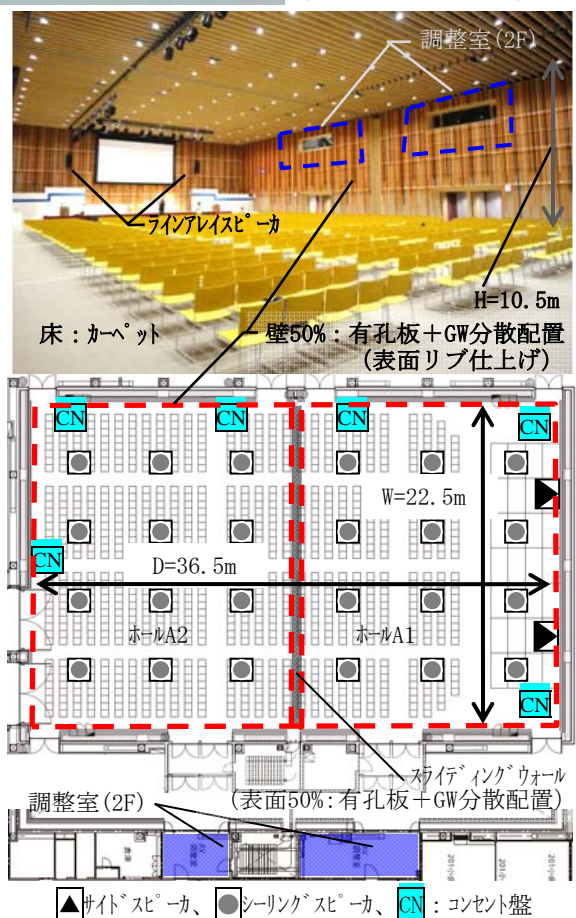 調整室(2F)
ラインアレイスピーカ
H=10.5m
床：カーペット
壁50%：有孔板＋GW分散配置
(表面リブ仕上げ)
CN
CN
CN
CN
W=22.5m
CN
D=36.5m
ホールA2
ホールA1
CN
スライディングウォール
(表面50%:有孔板＋GW分散配置)
調整室(2F)
▲サイドスピーカ、●シーリングスピーカ、CN：コンセント盤